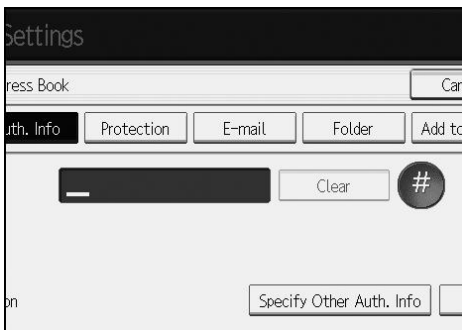 Settings
ress Book Car
uth. Info Protection E-mail Folder Add to
Clear #
on Specify Other Auth. Info